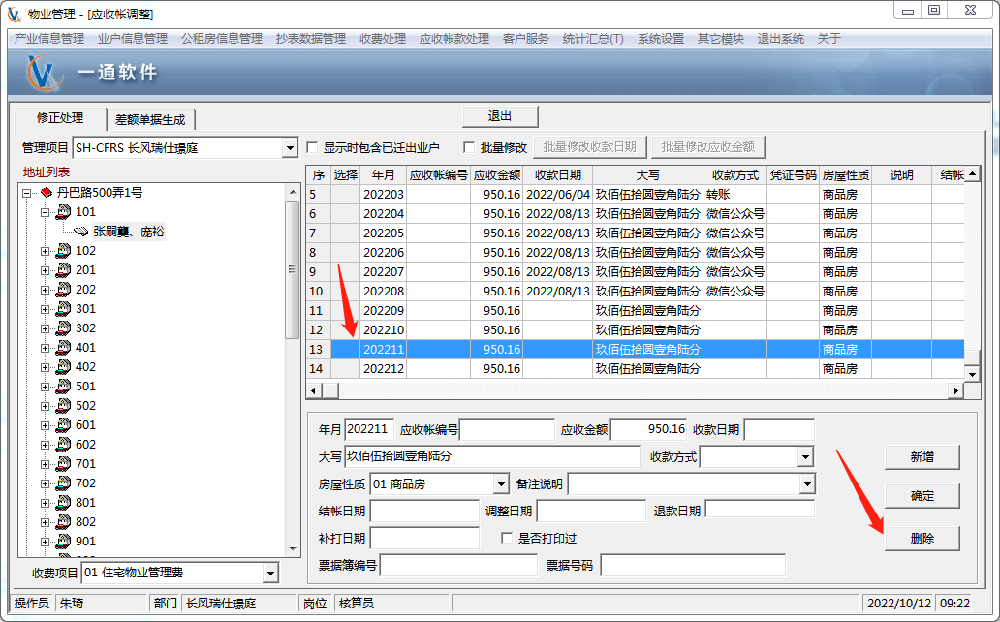 物业管理 - [应收帐调整]
产业信息管理 业户信息管理 公租房信息管理 抄表数据管理 收费处理 应收帐款处理 客户服务 统计汇总(T) 系统设置 其它模块 退出系统 关于
一通软件
修正处理 差额单据生成 退出
管理项目 SH-CFRS 长风瑞仕璟庭 显示时包含已迁出业户 批量修改 批量修改收款日期 批量修改应收金额
地址列表
丹巴路500弄1号
101
张嗣龑、庞裕
102
201
202
301
302
401
402
501
502
601
602
701
702
801
802
901
收费项目 01 住宅物业管理费
序 选择 年月 应收帐编号 应收金额 收款日期 大写 收款方式 凭证号码 房屋性质 说明 结帐
5 202203 950.16 2022/06/04 玖佰伍拾圆壹角陆分 转账 商品房
6 202204 950.16 2022/08/13 玖佰伍拾圆壹角陆分 微信公众号 商品房
7 202205 950.16 2022/08/13 玖佰伍拾圆壹角陆分 微信公众号 商品房
8 202206 950.16 2022/08/13 玖佰伍拾圆壹角陆分 微信公众号 商品房
9 202207 950.16 2022/08/13 玖佰伍拾圆壹角陆分 微信公众号 商品房
10 202208 950.16 2022/08/13 玖佰伍拾圆壹角陆分 微信公众号 商品房
11 202209 950.16 玖佰伍拾圆壹角陆分 商品房
12 202210 950.16 玖佰伍拾圆壹角陆分 商品房
13 202211 950.16 玖佰伍拾圆壹角陆分 商品房
14 202212 950.16 玖佰伍拾圆壹角陆分 商品房
年月 202211 应收帐编号 应收金额 950.16 收款日期
大写 玖佰伍拾圆壹角陆分 收款方式
房屋性质 01 商品房 备注说明
结帐日期 调整日期 退款日期
补打日期 是否打印过
票据簿编号 票据号码
新增
确定
删除
操作员 朱琦 部门 长风瑞仕璟庭 岗位 核算员 2022/10/12 09:22